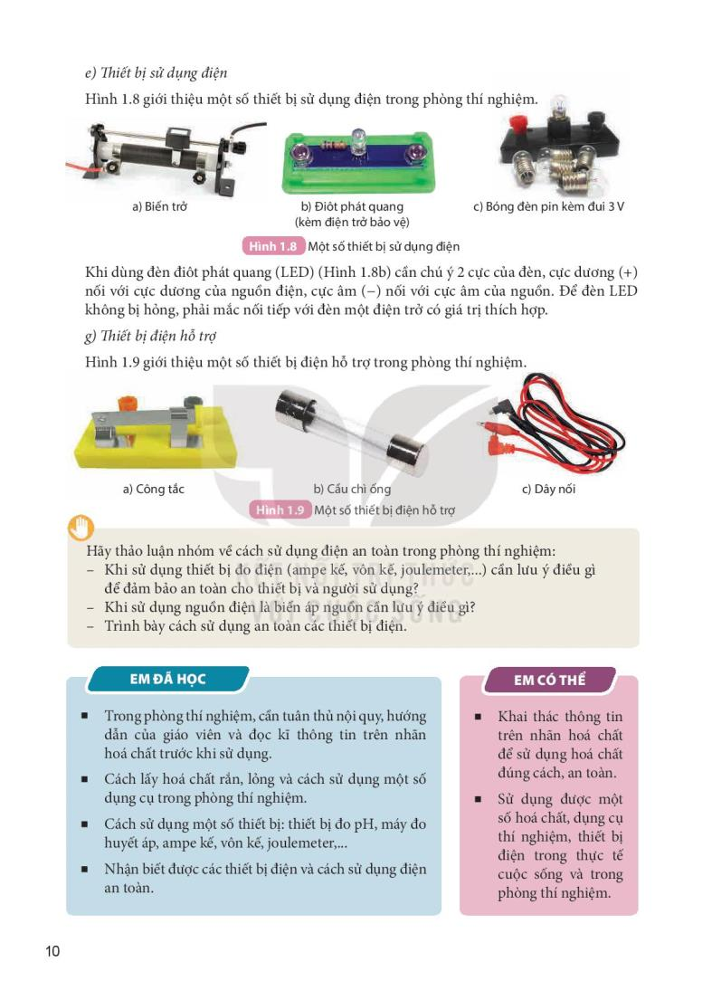 e) Thiết bị sử dụng điện
Hình 1.8 giới thiệu một số thiết bị sử dụng điện trong phòng thí nghiệm.
a) Biến trở
b) Điôt phát quang
(kèm điện trở bảo vệ)
c) Bóng đèn pin kèm đui 3 V
Hình 1.8 Một số thiết bị sử dụng điện
Khi dùng đèn điôt phát quang (LED) (Hình 1.8b) cần chú ý 2 cực của đèn, cực dương (+)
nối với cực dương của nguồn điện, cực âm (−) nối với cực âm của nguồn. Để đèn LED
không bị hỏng, phải mắc nối tiếp với đèn một điện trở có giá trị thích hợp.
g) Thiết bị điện hỗ trợ
Hình 1.9 giới thiệu một số thiết bị điện hỗ trợ trong phòng thí nghiệm.
a) Công tắc
b) Cầu chì ống
c) Dây nối
Hình 1.9 Một số thiết bị điện hỗ trợ
Hãy thảo luận nhóm về cách sử dụng điện an toàn trong phòng thí nghiệm:
– Khi sử dụng thiết bị đo điện (ampe kế, vôn kế, joulemeter,...) cần lưu ý điều gì
để đảm bảo an toàn cho thiết bị và người sử dụng?
– Khi sử dụng nguồn điện là biến áp nguồn cần lưu ý điều gì?
– Trình bày cách sử dụng an toàn các thiết bị điện.
KẾT NỐI TRI THỨC
VỚI CUỘC SỐNG
EM ĐÃ HỌC
▪ Trong phòng thí nghiệm, cần tuân thủ nội quy, hướng
dẫn của giáo viên và đọc kĩ thông tin trên nhãn
hoá chất trước khi sử dụng.
▪ Cách lấy hoá chất rắn, lỏng và cách sử dụng một số
dụng cụ trong phòng thí nghiệm.
▪ Cách sử dụng một số thiết bị: thiết bị đo pH, máy đo
huyết áp, ampe kế, vôn kế, joulemeter,...
▪ Nhận biết được các thiết bị điện và cách sử dụng điện
an toàn.
EM CÓ THỂ
▪ Khai thác thông tin
trên nhãn hoá chất
để sử dụng hoá chất
đúng cách, an toàn.
▪ Sử dụng được một
số hoá chất, dụng cụ
thí nghiệm, thiết bị
điện trong thực tế
cuộc sống và trong
phòng thí nghiệm.
10